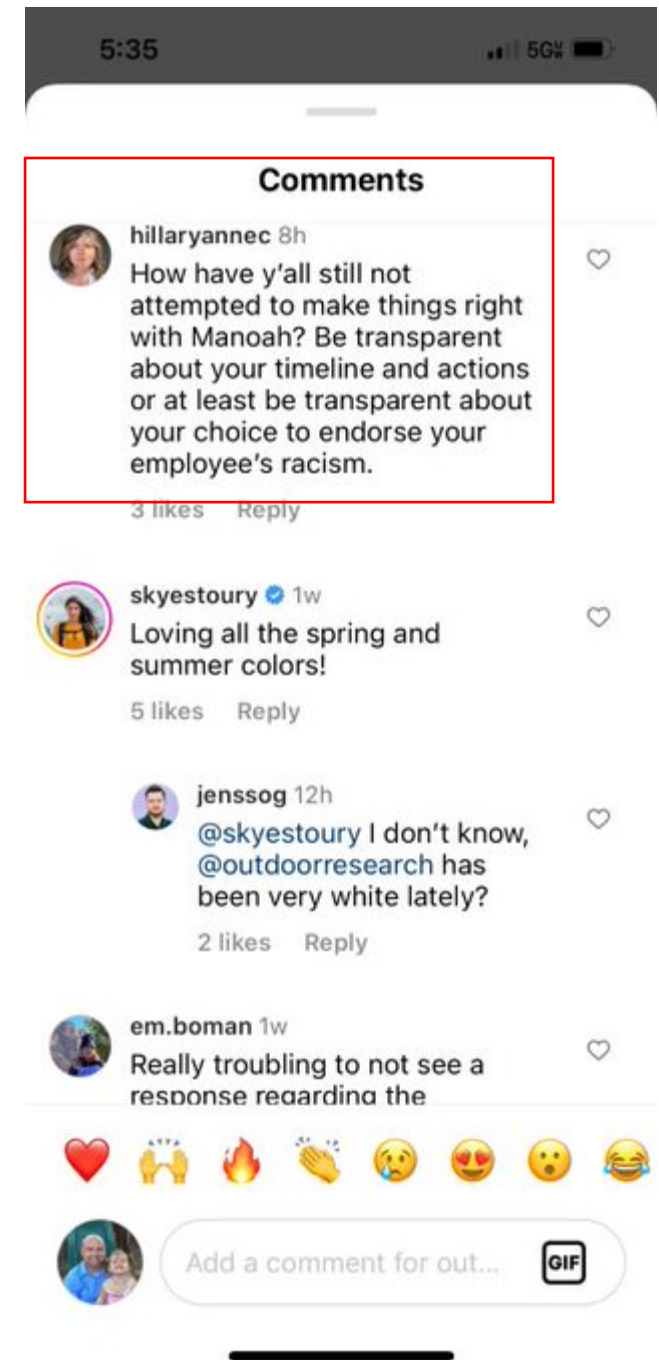 5:35
5G
Comments
hillaryannec 8h
How have y'all still not
attempted to make things right
with Manoah? Be transparent
about your timeline and actions
or at least be transparent about
your choice to endorse your
employee's racism.
3 likes Reply
skyestoury 1w
Loving all the spring and
summer colors!
5 likes Reply
jenssog 12h
@skyestoury I don't know,
@outdoorresearch has
been very white lately?
2 likes Reply
em.boman 1w
Really troubling to not see a
response regarding the
Add a comment for out...
GIF